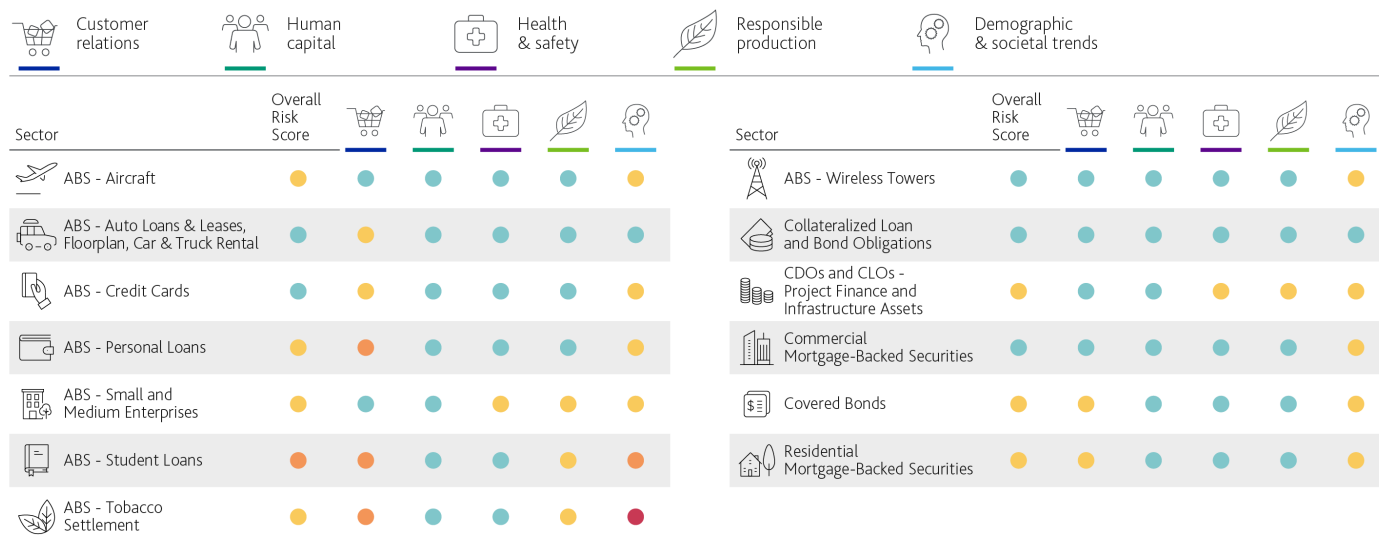 Customer
relations
Human
capital
Health
& safety
Responsible
production
Demographic
& societal trends
Sector
Overall
Risk
Score
ABS - Aircraft
ABS - Auto Loans & Leases,
Floorplan, Car & Truck Rental
ABS - Credit Cards
ABS - Personal Loans
ABS - Small and
Medium Enterprises
ABS - Student Loans
ABS - Tobacco
Settlement
Sector
Overall
Risk
Score
ABS - Wireless Towers
Collateralized Loan
and Bond Obligations
CDOs and CLOs -
Project Finance and
Infrastructure Assets
Commercial
Mortgage-Backed Securities
$
Covered Bonds
Residential
Mortgage-Backed Securities